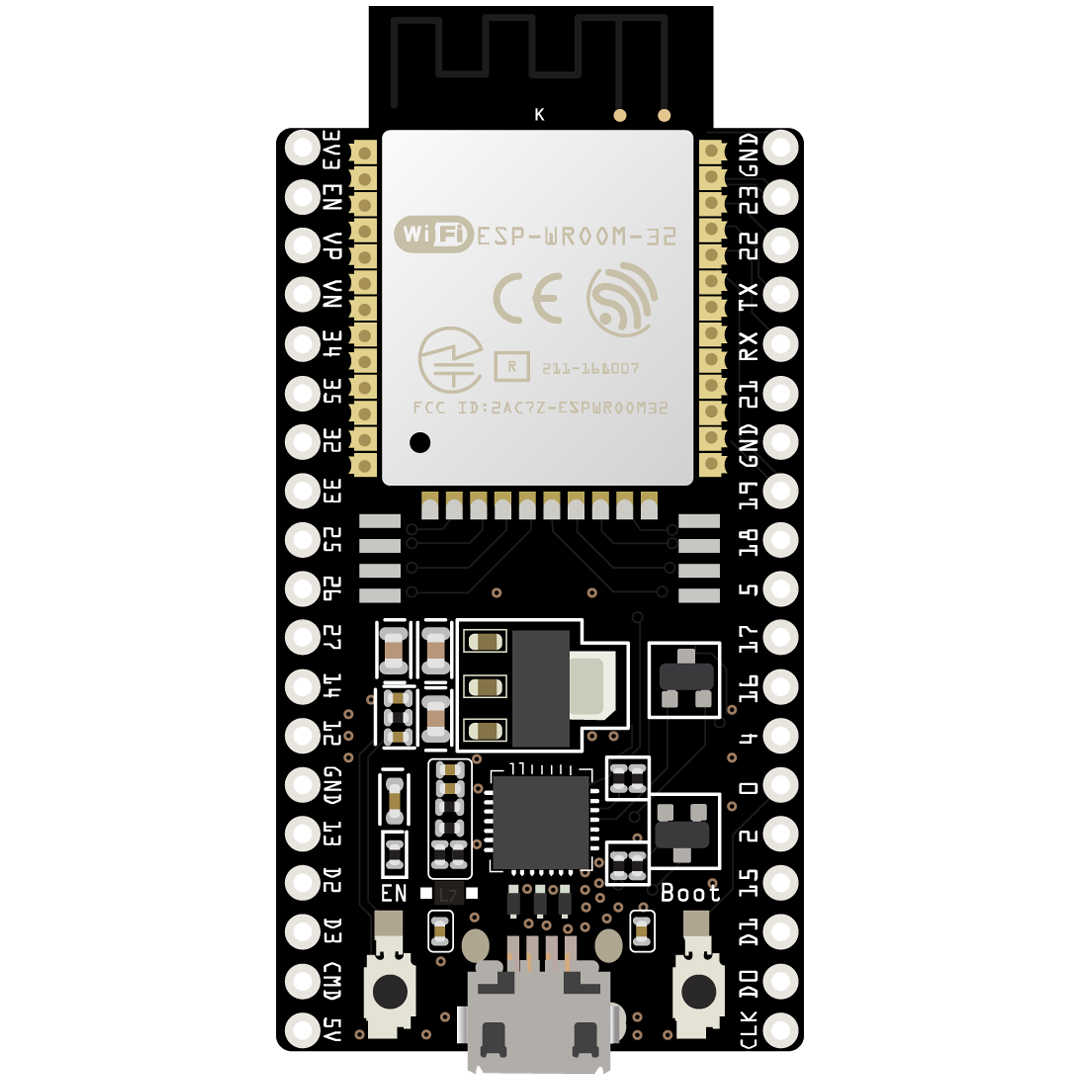 K
3V3
EN
VP
VN
34
35
32
33
25
26
27
14
12
GND
13
D2
D3
CMD
5V
WiFi ESP-WROOM-32
CE
R 211-161007
FCC ID:2AC7Z-ESPWROOM32
EN
L7
Boot
GND
23
22
TX
RX
21
GND
19
18
5
17
16
4
0
2
15
D1
D0
CLK